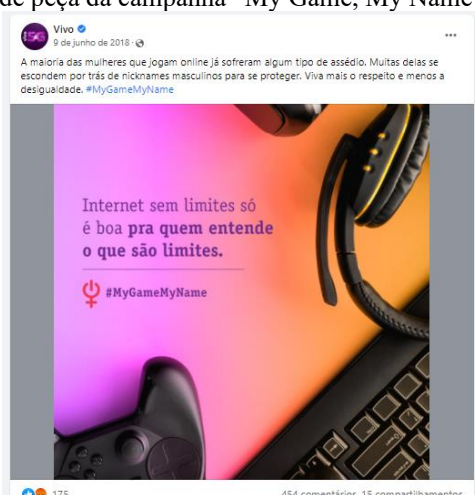 de peça da campanha "My Game, My Name
5G
Vivo
9 de junho de 2018 ·
A maioria das mulheres que jogam online já sofreram algum tipo de assédio. Muitas delas se
escondem por trás de nicknames masculinos para se proteger. Viva mais o respeito e menos a
desigualdade. #MyGameMyName
Internet sem limites só
é boa pra quem entende
o que são limites.
#MyGameMyName
175
454 comentários 15 compartilhamentos